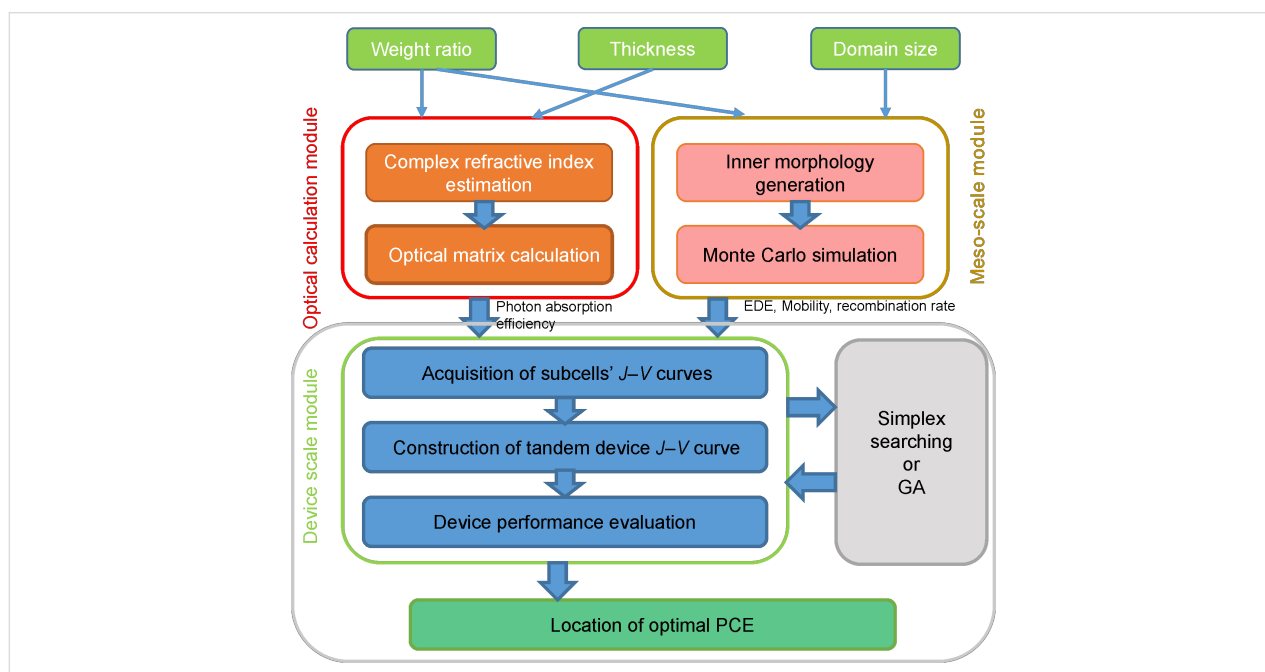 Weight ratio
Thickness
Domain size
Optical calculation module
Complex refractive index
estimation
Optical matrix calculation
Inner morphology
generation
Monte Carlo simulation
Meso-scale module
Photon absorption
efficiency
EDE, Mobility, recombination rate
Device scale module
Acquisition of subcells’ J–V curves
Construction of tandem device J–V curve
Device performance evaluation
Simplex
searching
or
GA
Location of optimal PCE